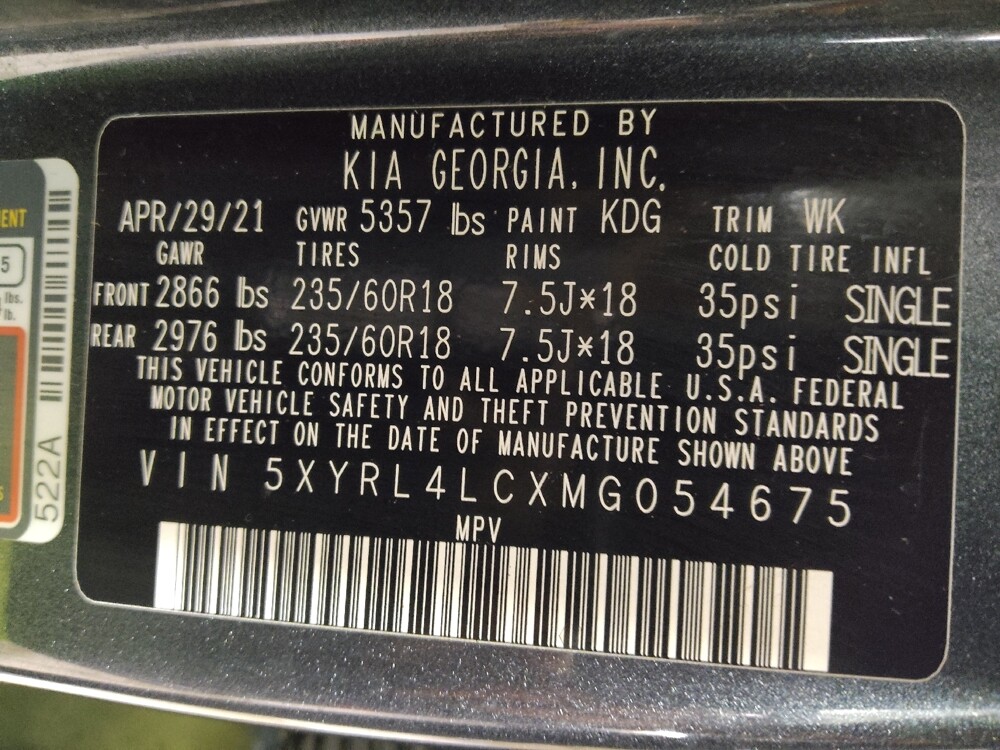 MANUFACTURED BY
KIA GEORGIA, INC.
APR/29/21 GVWR 5357 lbs PAINT KDG TRIM WK
GAWR TIRES RIMS COLD TIRE INFL
FRONT 2866 lbs 235/60R18 7.5J*18 35psi SINGLE
REAR 2976 lbs 235/60R18 7.5J*18 35psi SINGLE
THIS VEHICLE CONFORMS TO ALL APPLICABLE U.S.A. FEDERAL
MOTOR VEHICLE SAFETY AND THEFT PREVENTION STANDARDS
IN EFFECT ON THE DATE OF MANUFACTURE SHOWN ABOVE
VIN 5XYRL4LCXMG054675
MPV
522A
5
lbs.
lb.